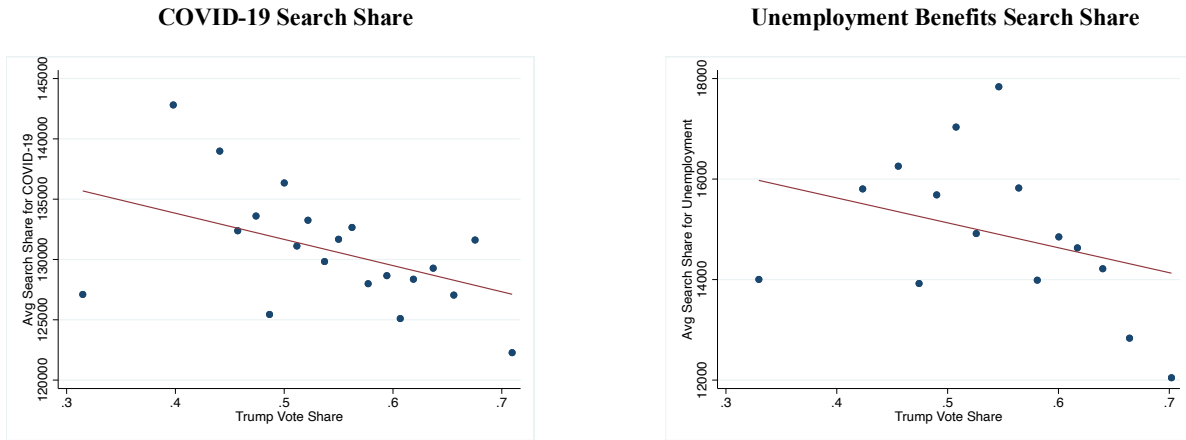 COVID-19 Search Share
Avg Search Share for COVID-19
145000
140000
135000
130000
125000
120000
.3 .4 .5 .6 .7
Trump Vote Share
Unemployment Benefits Search Share
Avg Search Share for Unemployment
18000
16000
14000
12000
.3 .4 .5 .6 .7
Trump Vote Share